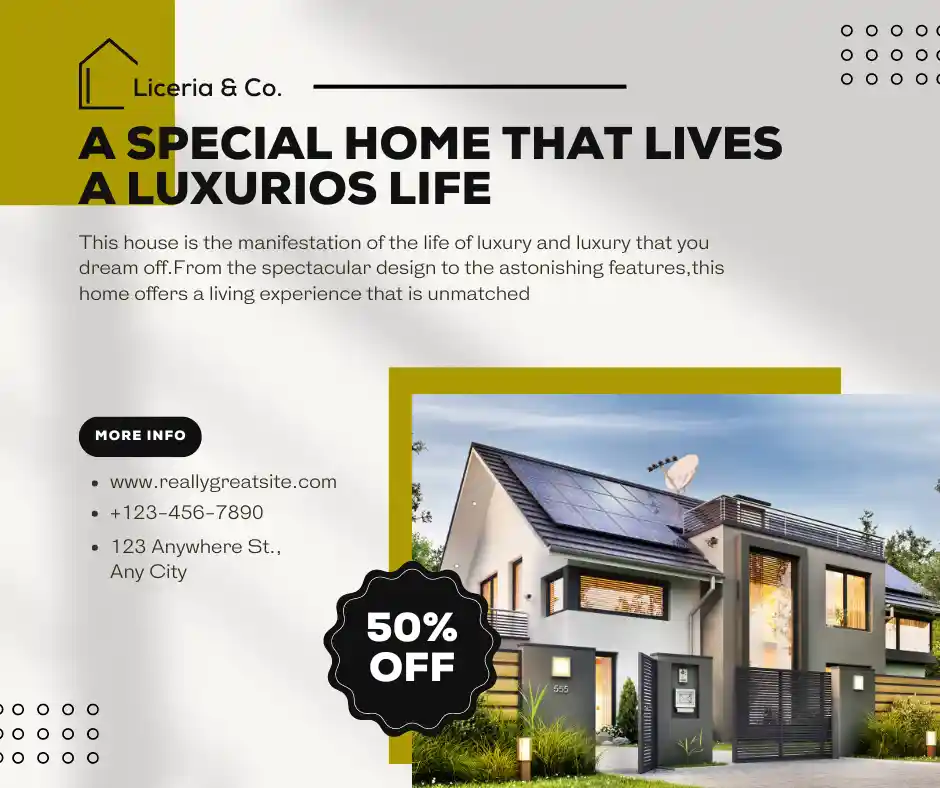 Liceria & Co.
A SPECIAL HOME THAT LIVES
A LUXURIOS LIFE
This house is the manifestation of the life of luxury and luxury that you
dream off.From the spectacular design to the astonishing features,this
home offers a living experience that is unmatched
MORE INFO
• www.reallygreatsite.com
• +123-456-7890
• 123 Anywhere St.,
Any City
50%
OFF
555